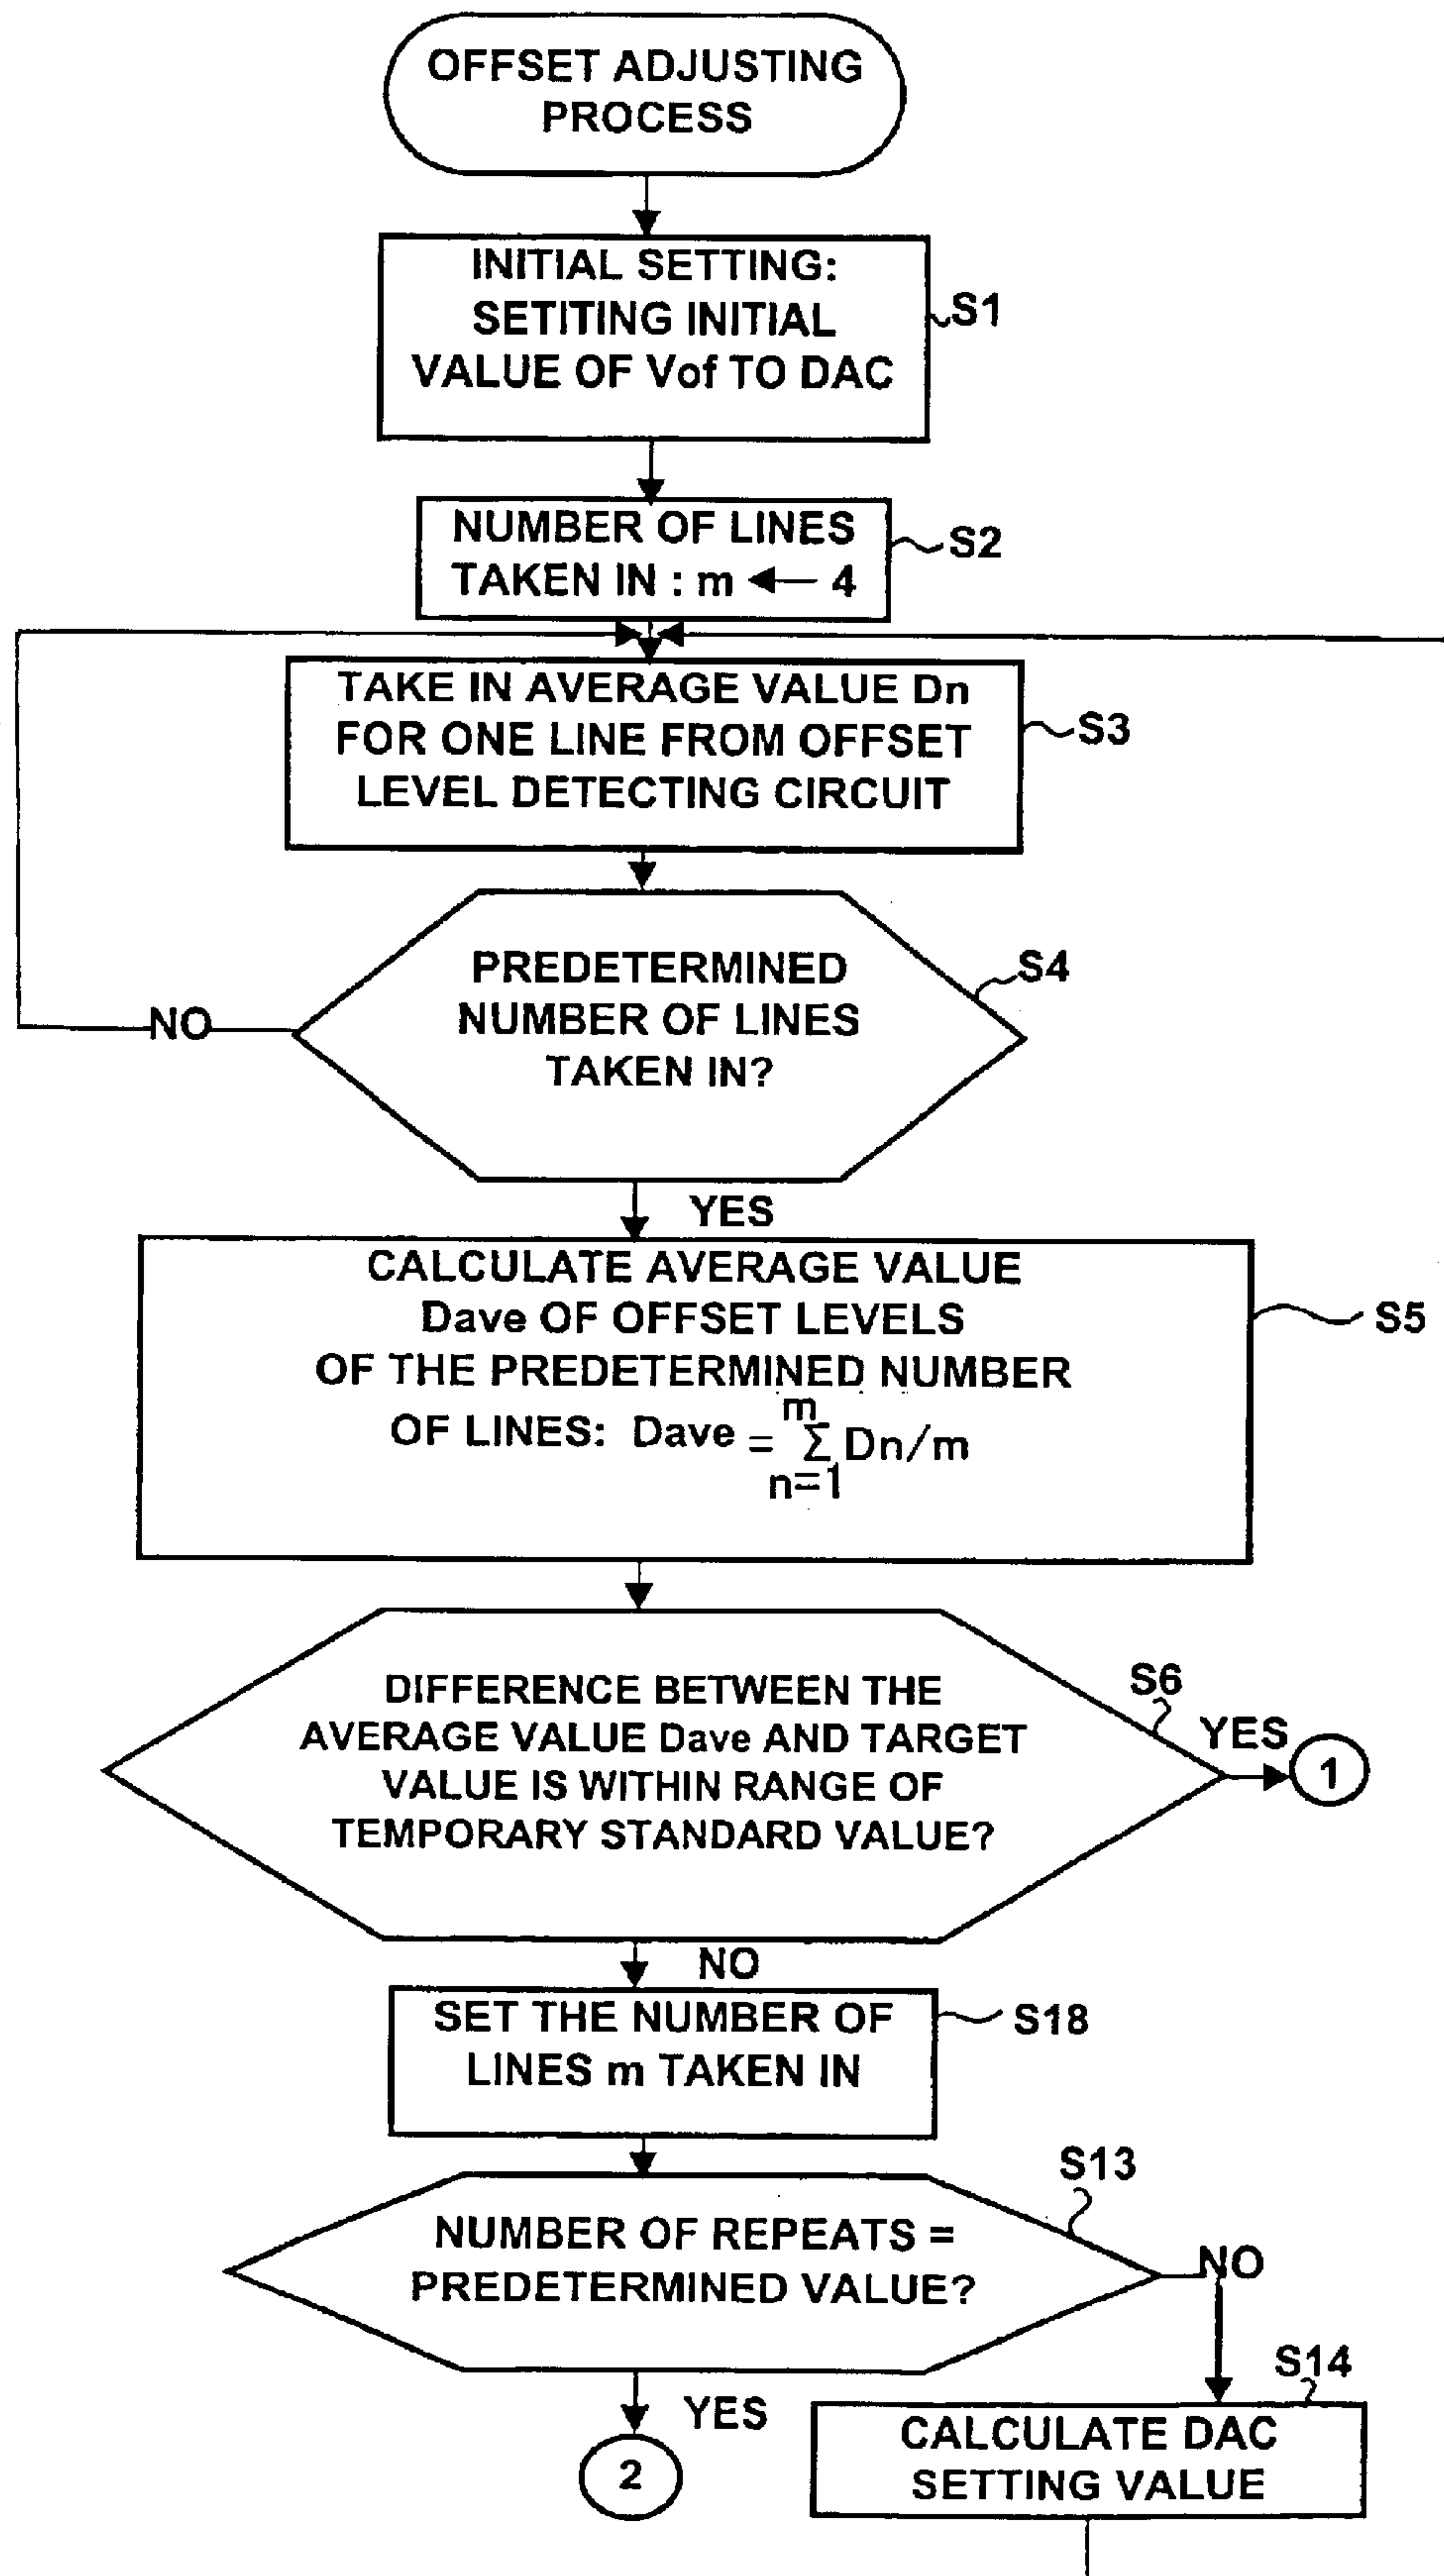 OFFSET ADJUSTING
PROCESS
INITIAL SETTING:
SETITING INITIAL
VALUE OF Vof TO DAC
S1
NUMBER OF LINES
TAKEN IN : m ← 4
S2
TAKE IN AVERAGE VALUE Dn
FOR ONE LINE FROM OFFSET
LEVEL DETECTING CIRCUIT
S3
PREDETERMINED
NUMBER OF LINES
TAKEN IN?
S4
NO
YES
CALCULATE AVERAGE VALUE
Dave OF OFFSET LEVELS
OF THE PREDETERMINED NUMBER
OF LINES: Dave = m Σ n=1 Dn/m
S5
DIFFERENCE BETWEEN THE
AVERAGE VALUE Dave AND TARGET
VALUE IS WITHIN RANGE OF
TEMPORARY STANDARD VALUE?
S6
YES
1
NO
SET THE NUMBER OF
LINES m TAKEN IN
S18
NUMBER OF REPEATS =
PREDETERMINED VALUE?
S13
NO
YES
2
S14
CALCULATE DAC
SETTING VALUE